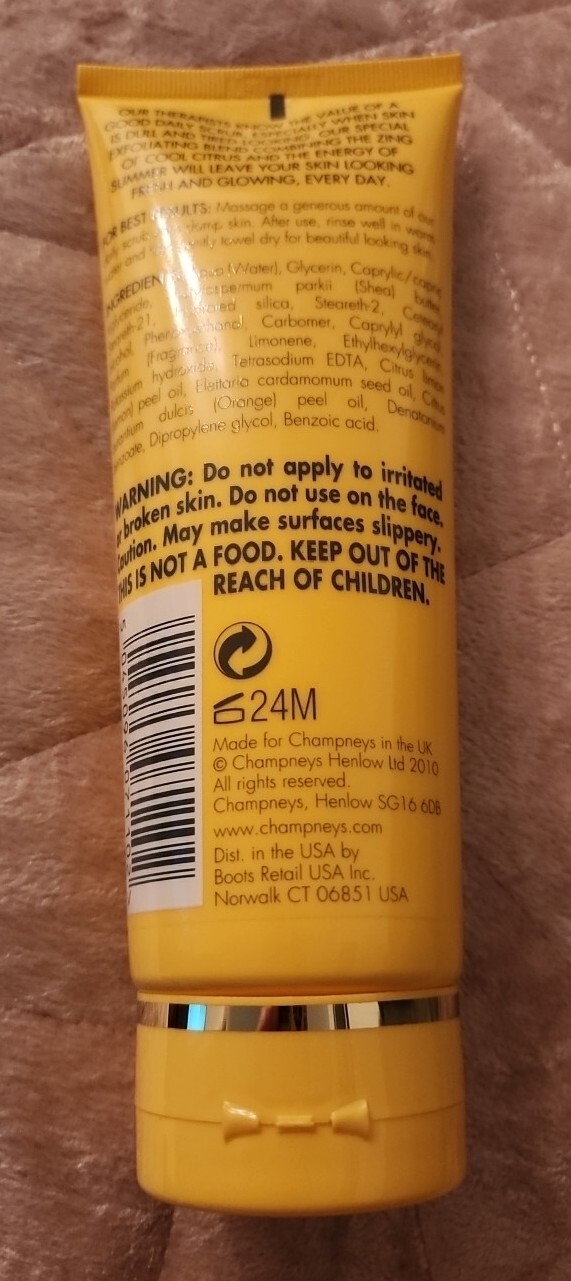 OUR THERAPISTS KNOW THE VALUE OF A
GOOD DAILY SCRUB, ESPECIALLY WHEN SKIN
IS DULL AND TIRED-LOOKING. OUR SPECIAL
EXFOLIATING BLEND COMBINING THE ZING
OF COOL CITRUS AND THE ENERGY OF
SUMMER WILL LEAVE YOUR SKIN LOOKING
FRESH AND GLOWING, EVERY DAY.
FOR BEST RESULTS: Massage a generous amount of our
scrub damp skin. After use, rinse well in warm
and towel dry for beautiful looking skin.
INGREDIENTS: (Water), Glycerin, Caprylic/capric
parkii (Shea) butter,
silica, Steareth-2,
Phenoxyethanol, Carbomer, Caprylyl glycol,
(Fragrance), Limonene, Ethylhexylglycerin,
hydroxide, Tetrasodium EDTA, Citrus
peel oil, Elettaria cardamomum seed oil, Citrus
dulcis (Orange) peel oil, Denatonium
Dipropylene glycol, Benzoic acid.
WARNING: Do not apply to irritated
or broken skin. Do not use on the face.
Caution. May make surfaces slippery.
THIS IS NOT A FOOD. KEEP OUT OF THE
REACH OF CHILDREN.
24M
Made for Champneys in the UK
© Champneys Henlow Ltd 2010
All rights reserved.
Champneys, Henlow SG16 6DB
www.champneys.com
Dist. in the USA by
Boots Retail USA Inc.
Norwalk CT 06851 USA